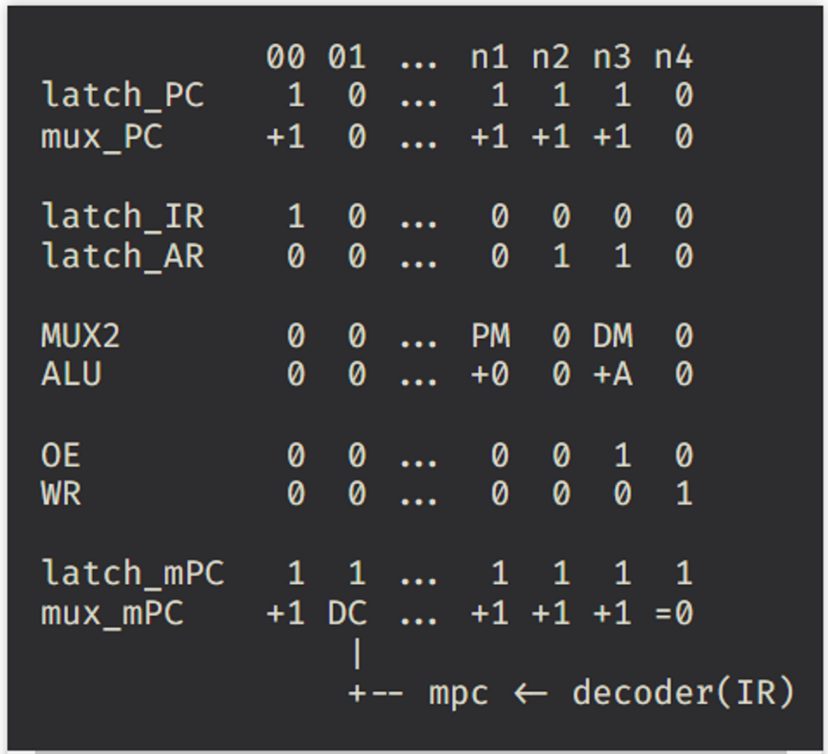 00 01 ... n1 n2 n3 n4
latch_PC 1 0 ... 1 1 1 0
mux_PC +1 0 ... +1 +1 +1 0
latch_IR 1 0 ... 0 0 0 0
latch_AR 0 0 ... 0 1 1 0
MUX2 0 0 ... PM 0 DM 0
ALU 0 0 ... +0 0 +A 0
OE 0 0 ... 0 0 1 0
WR 0 0 ... 0 0 0 1
latch_mPC 1 1 ... 1 1 1 1
mux_mPC +1 DC ... +1 +1 +1 =0
|
+-- mpc <- decoder(IR)